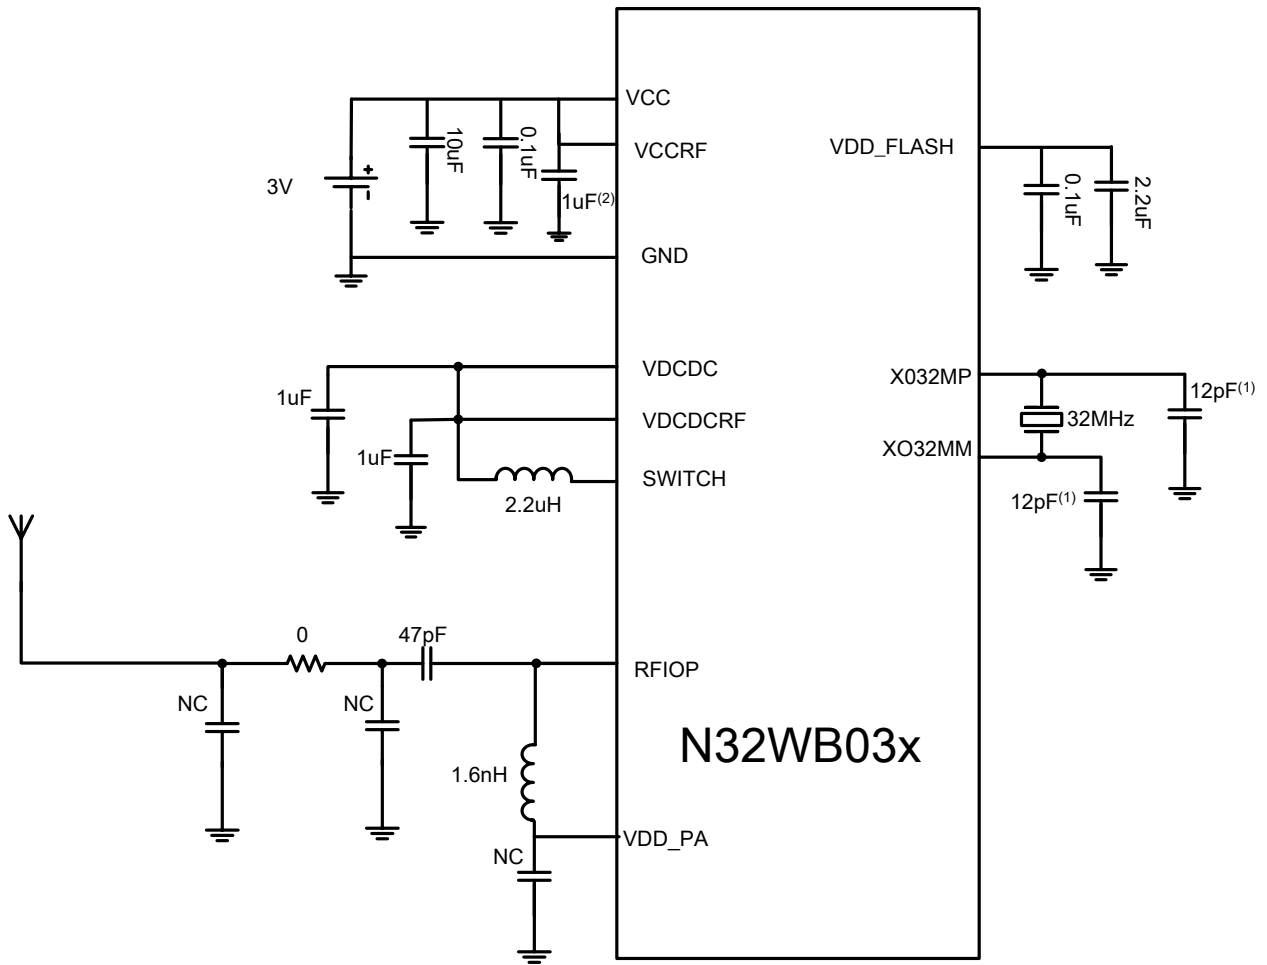 VCC
10uF
0.1uF
VCCRF
VDD_FLASH
3V
1uF(2)
0.1uF
2.2uF
GND
VDCDC
X032MP
1uF
12pF(1)
VDCDCRF
32MHz
1uF
XO32MM
SWITCH
2.2uH
12pF(1)
0
47pF
RFIOP
NC
NC
N32WB03x
1.6nH
VDD_PA
NC